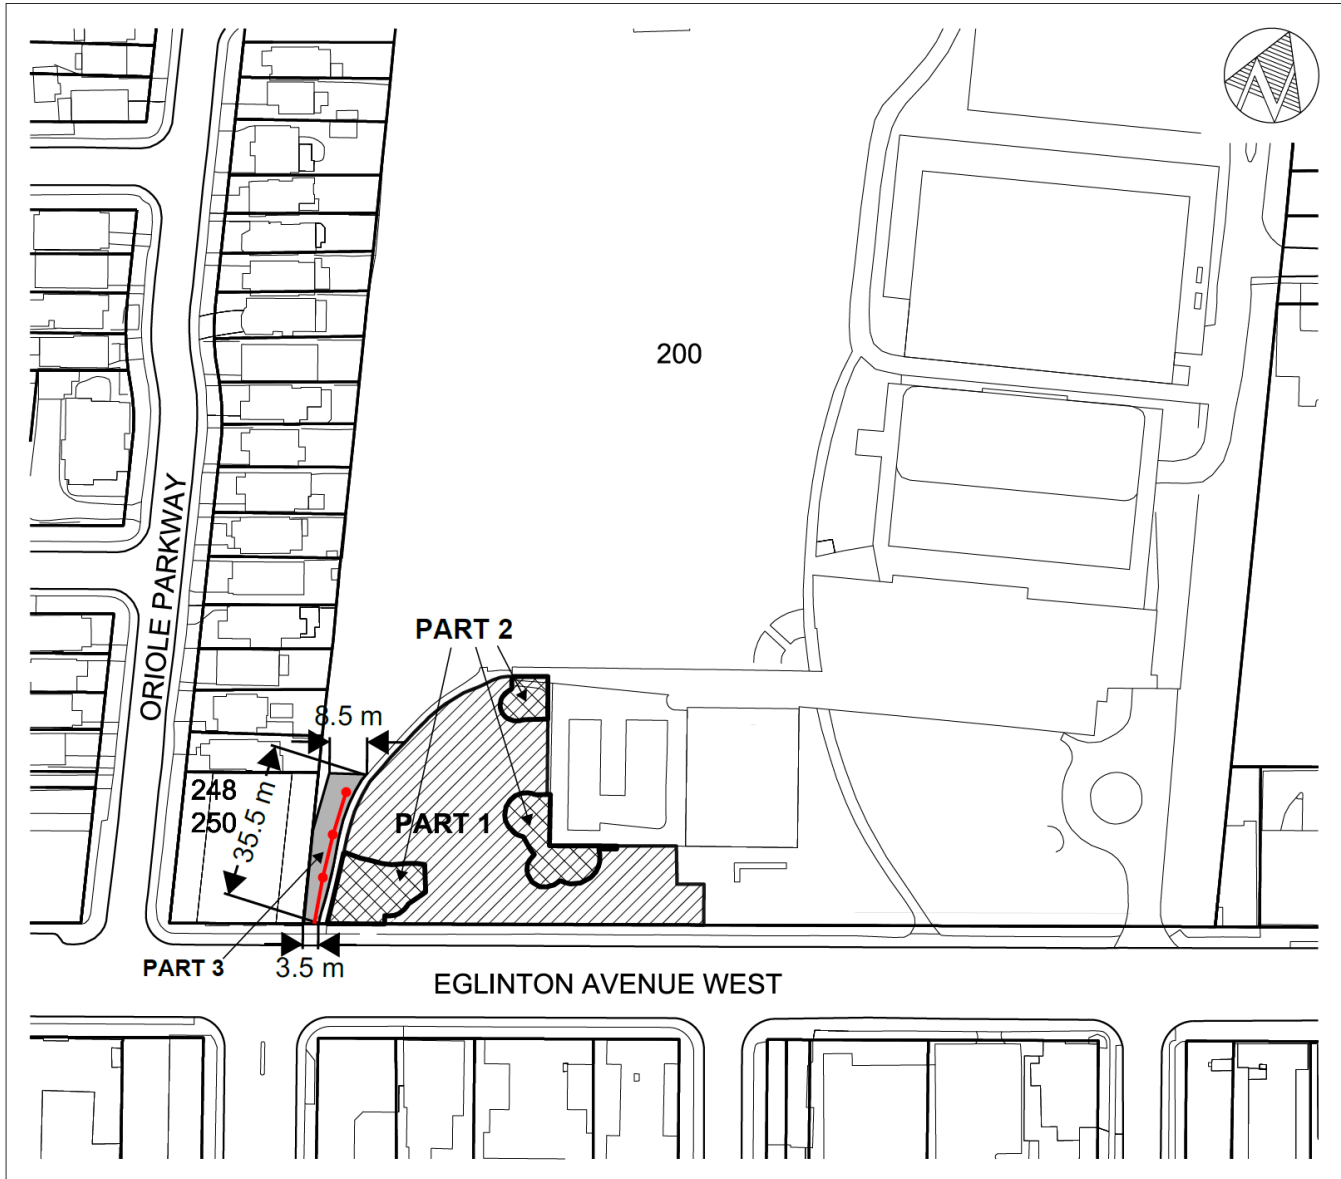 200
ORIOLE PARKWAY
PART 2
8.5 m
248
250
35.5 m
PART 1
PART 3
3.5 m
EGLINTON AVENUE WEST